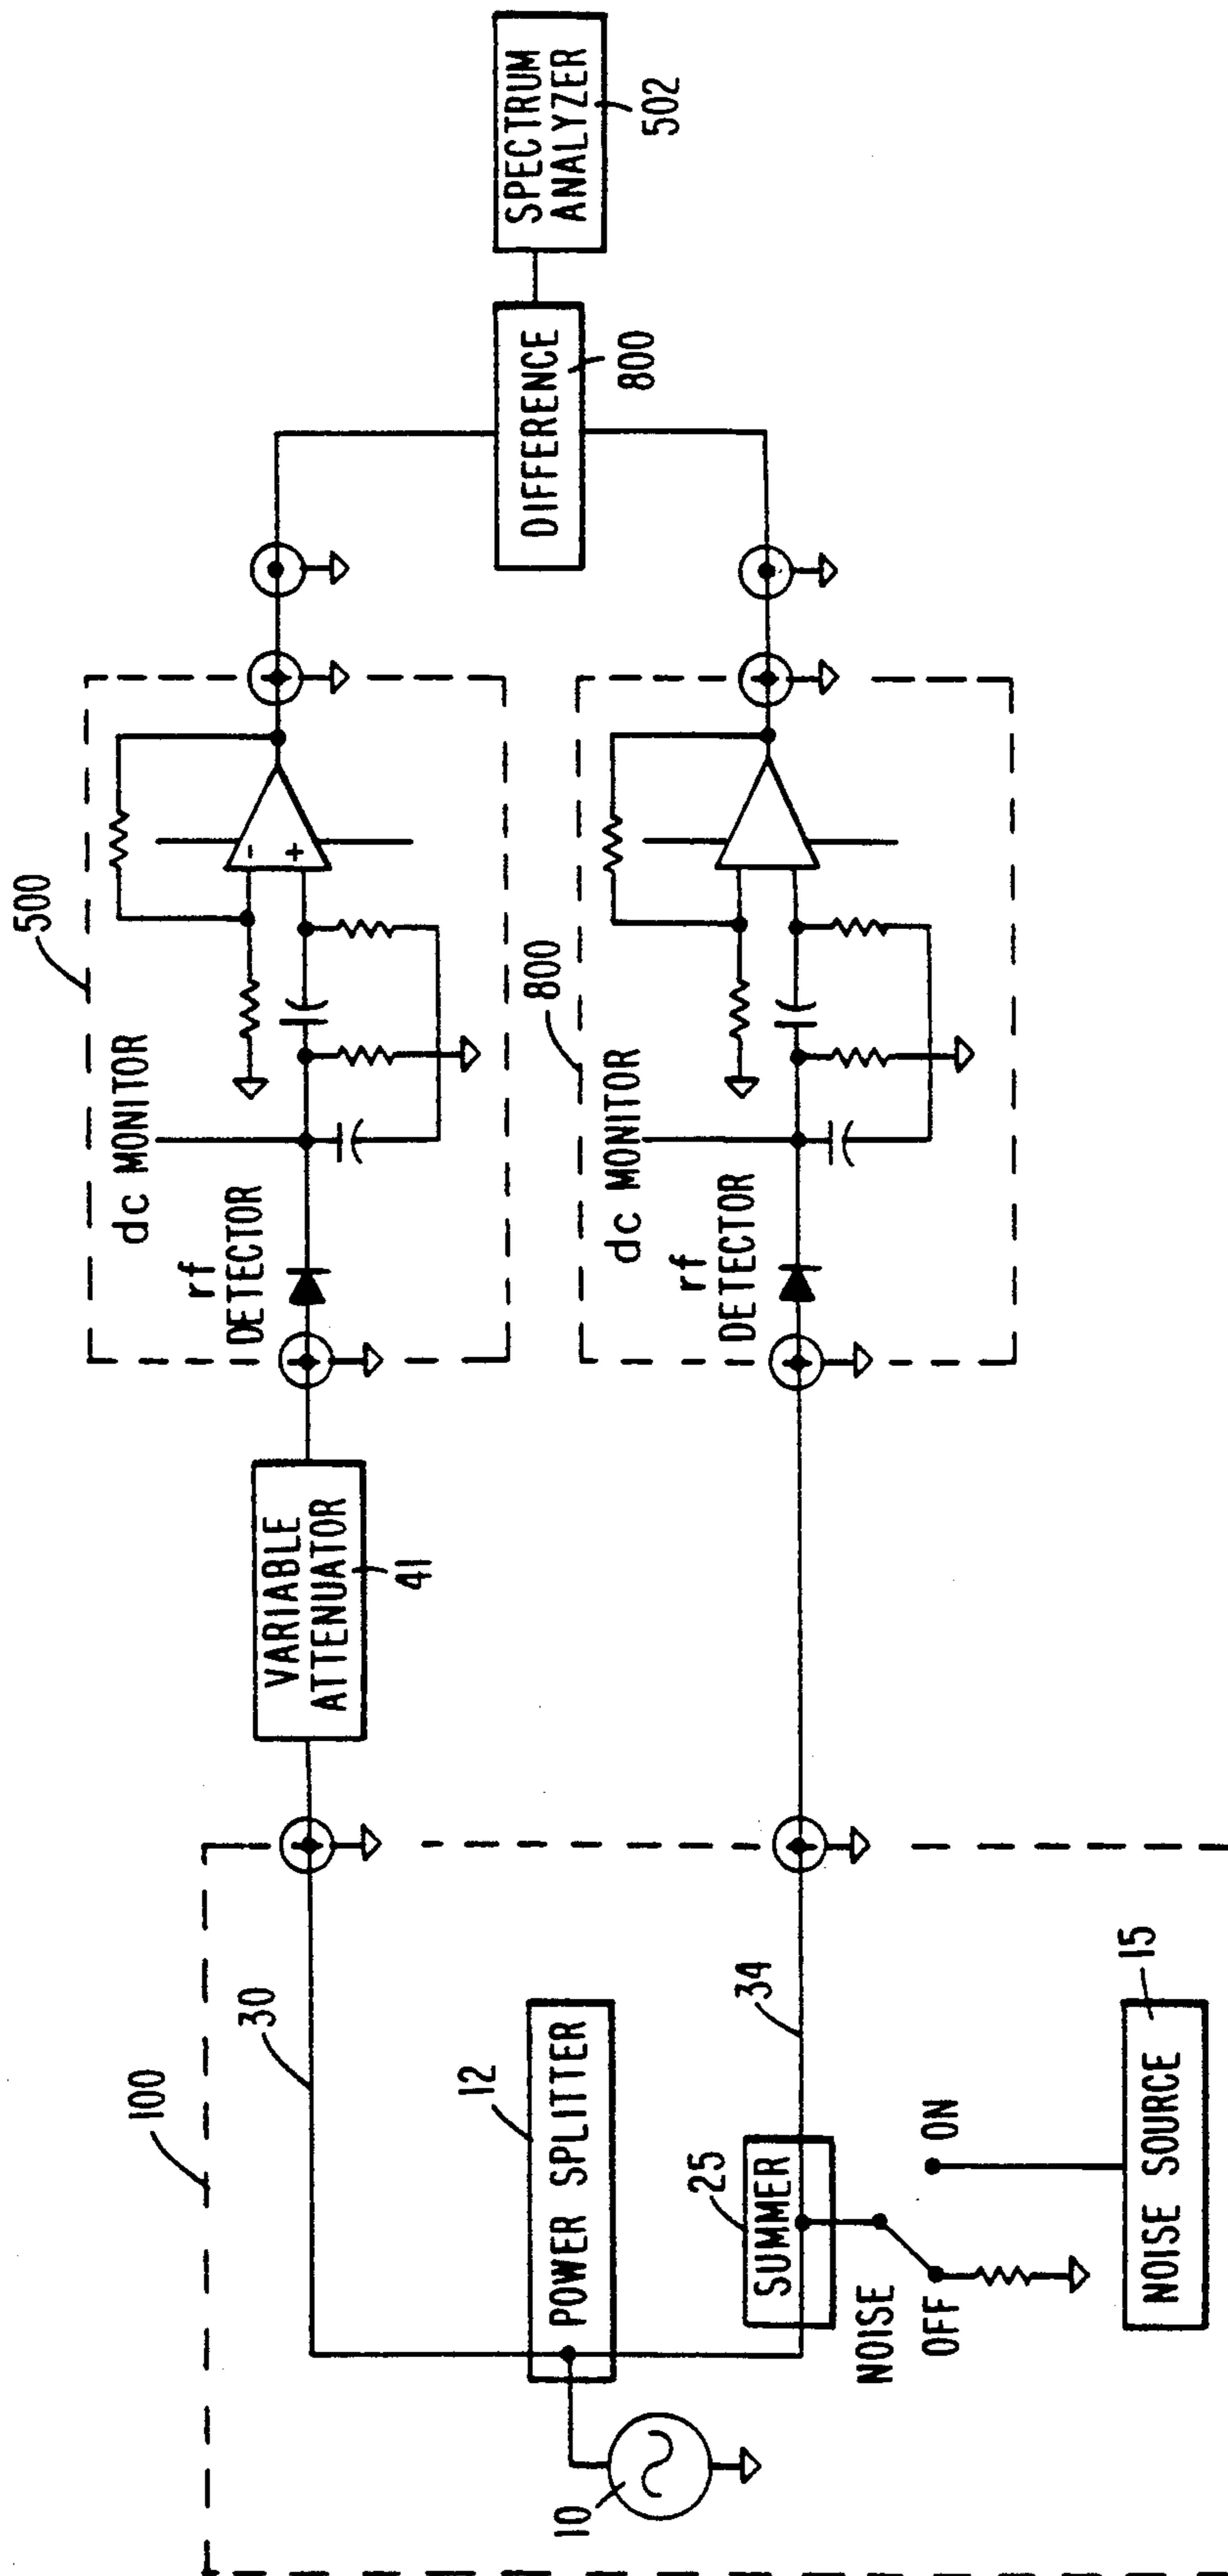 100
30
12
POWER SPLITTER
10
25
SUMMER
34
NOISE
OFF
ON
15
NOISE SOURCE
VARIABLE
ATTENUATOR
41
500
dc MONITOR
rf
DETECTOR
-
+
800
dc MONITOR
rf
DETECTOR
DIFFERENCE
800
SPECTRUM
ANALYZER
502